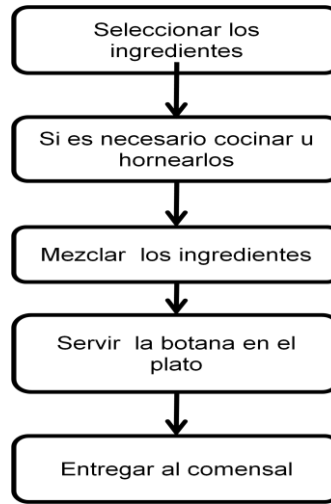 Seleccionar los
ingredientes
Si es necesario cocinar u
hornearlos
Mezclar los ingredientes
Servir la botana en el
plato
Entregar al comensal